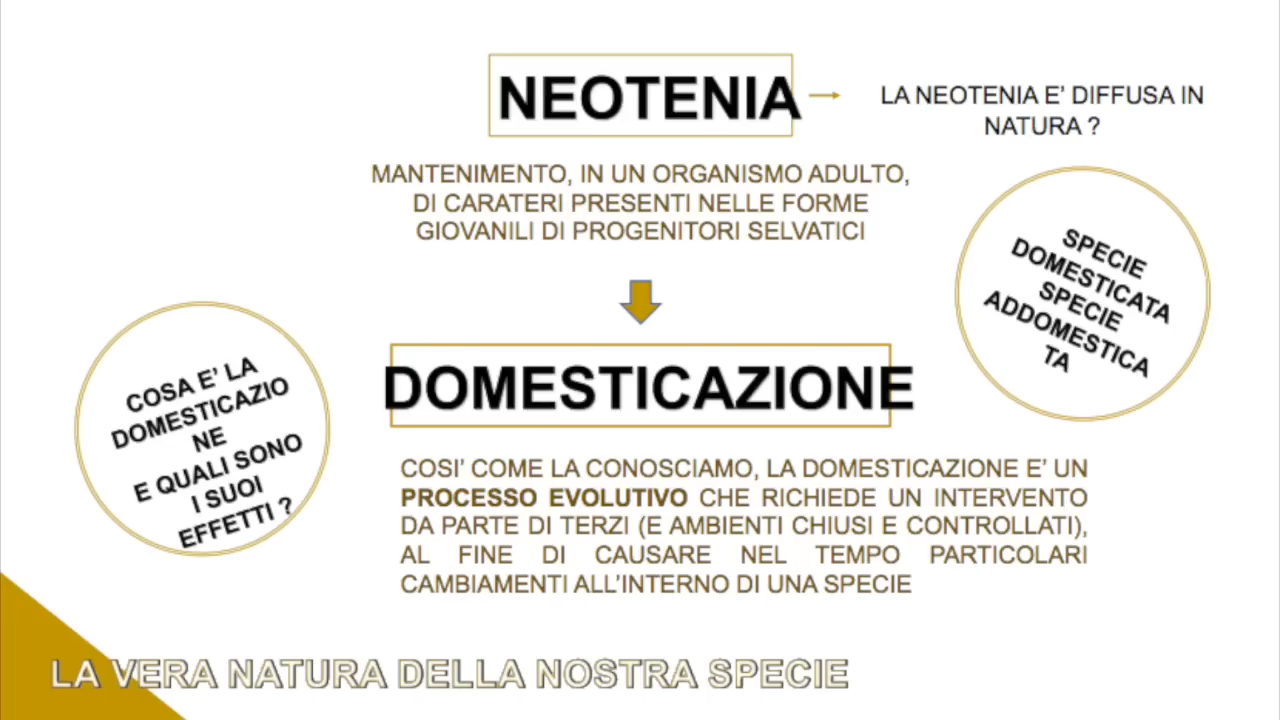 NEOTENIA
LA NEOTENIA E' DIFFUSA IN
NATURA ?
MANTENIMENTO, IN UN ORGANISMO ADULTO,
DI CARATERI PRESENTI NELLE FORME
GIOVANILI DI PROGENITORI SELVATICI
SPECIE
DOMESTICATA
SPECIE
ADDOMESTICA
TA
DOMESTICAZIONE
COSA E' LA
DOMESTICAZIO
NE
E QUALI SONO
I SUOI
EFFETTI ?
COSI' COME LA CONOSCIAMO, LA DOMESTICAZIONE E' UN
PROCESSO EVOLUTIVO CHE RICHIEDE UN INTERVENTO
DA PARTE DI TERZI (E AMBIENTI CHIUSI E CONTROLLATI),
AL FINE DI CAUSARE NEL TEMPO PARTICOLARI
CAMBIAMENTI ALL'INTERNO DI UNA SPECIE
LA VERA NATURA DELLA NOSTRA SPECIE